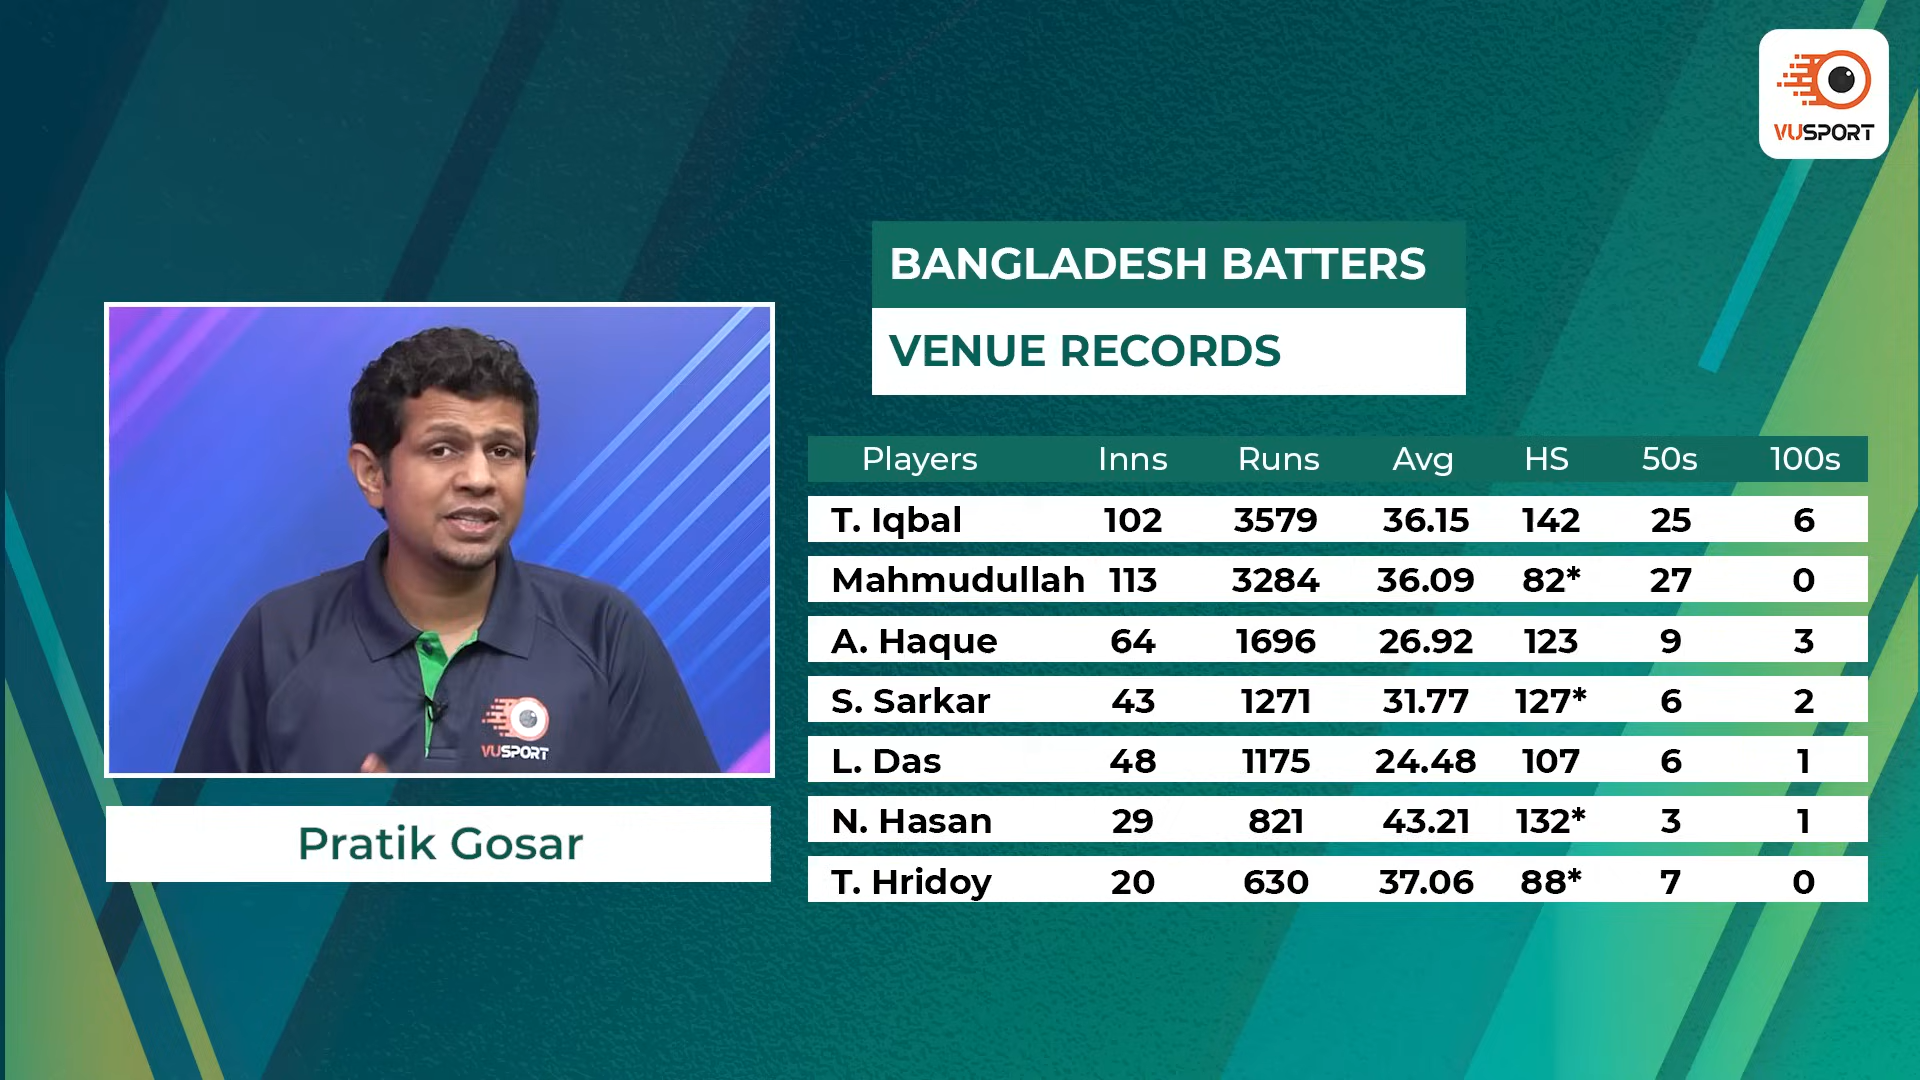 VUSPORT
BANGLADESH BATTERS
VENUE RECORDS
Players Inns Runs Avg HS 50s 100s
T. Iqbal 102 3579 36.15 142 25 6
Mahmudullah 113 3284 36.09 82* 27 0
A. Haque 64 1696 26.92 123 9 3
S. Sarkar 43 1271 31.77 127* 6 2
L. Das 48 1175 24.48 107 6 1
N. Hasan 29 821 43.21 132* 3 1
T. Hridoy 20 630 37.06 88* 7 0
VUSPORT
Pratik Gosar